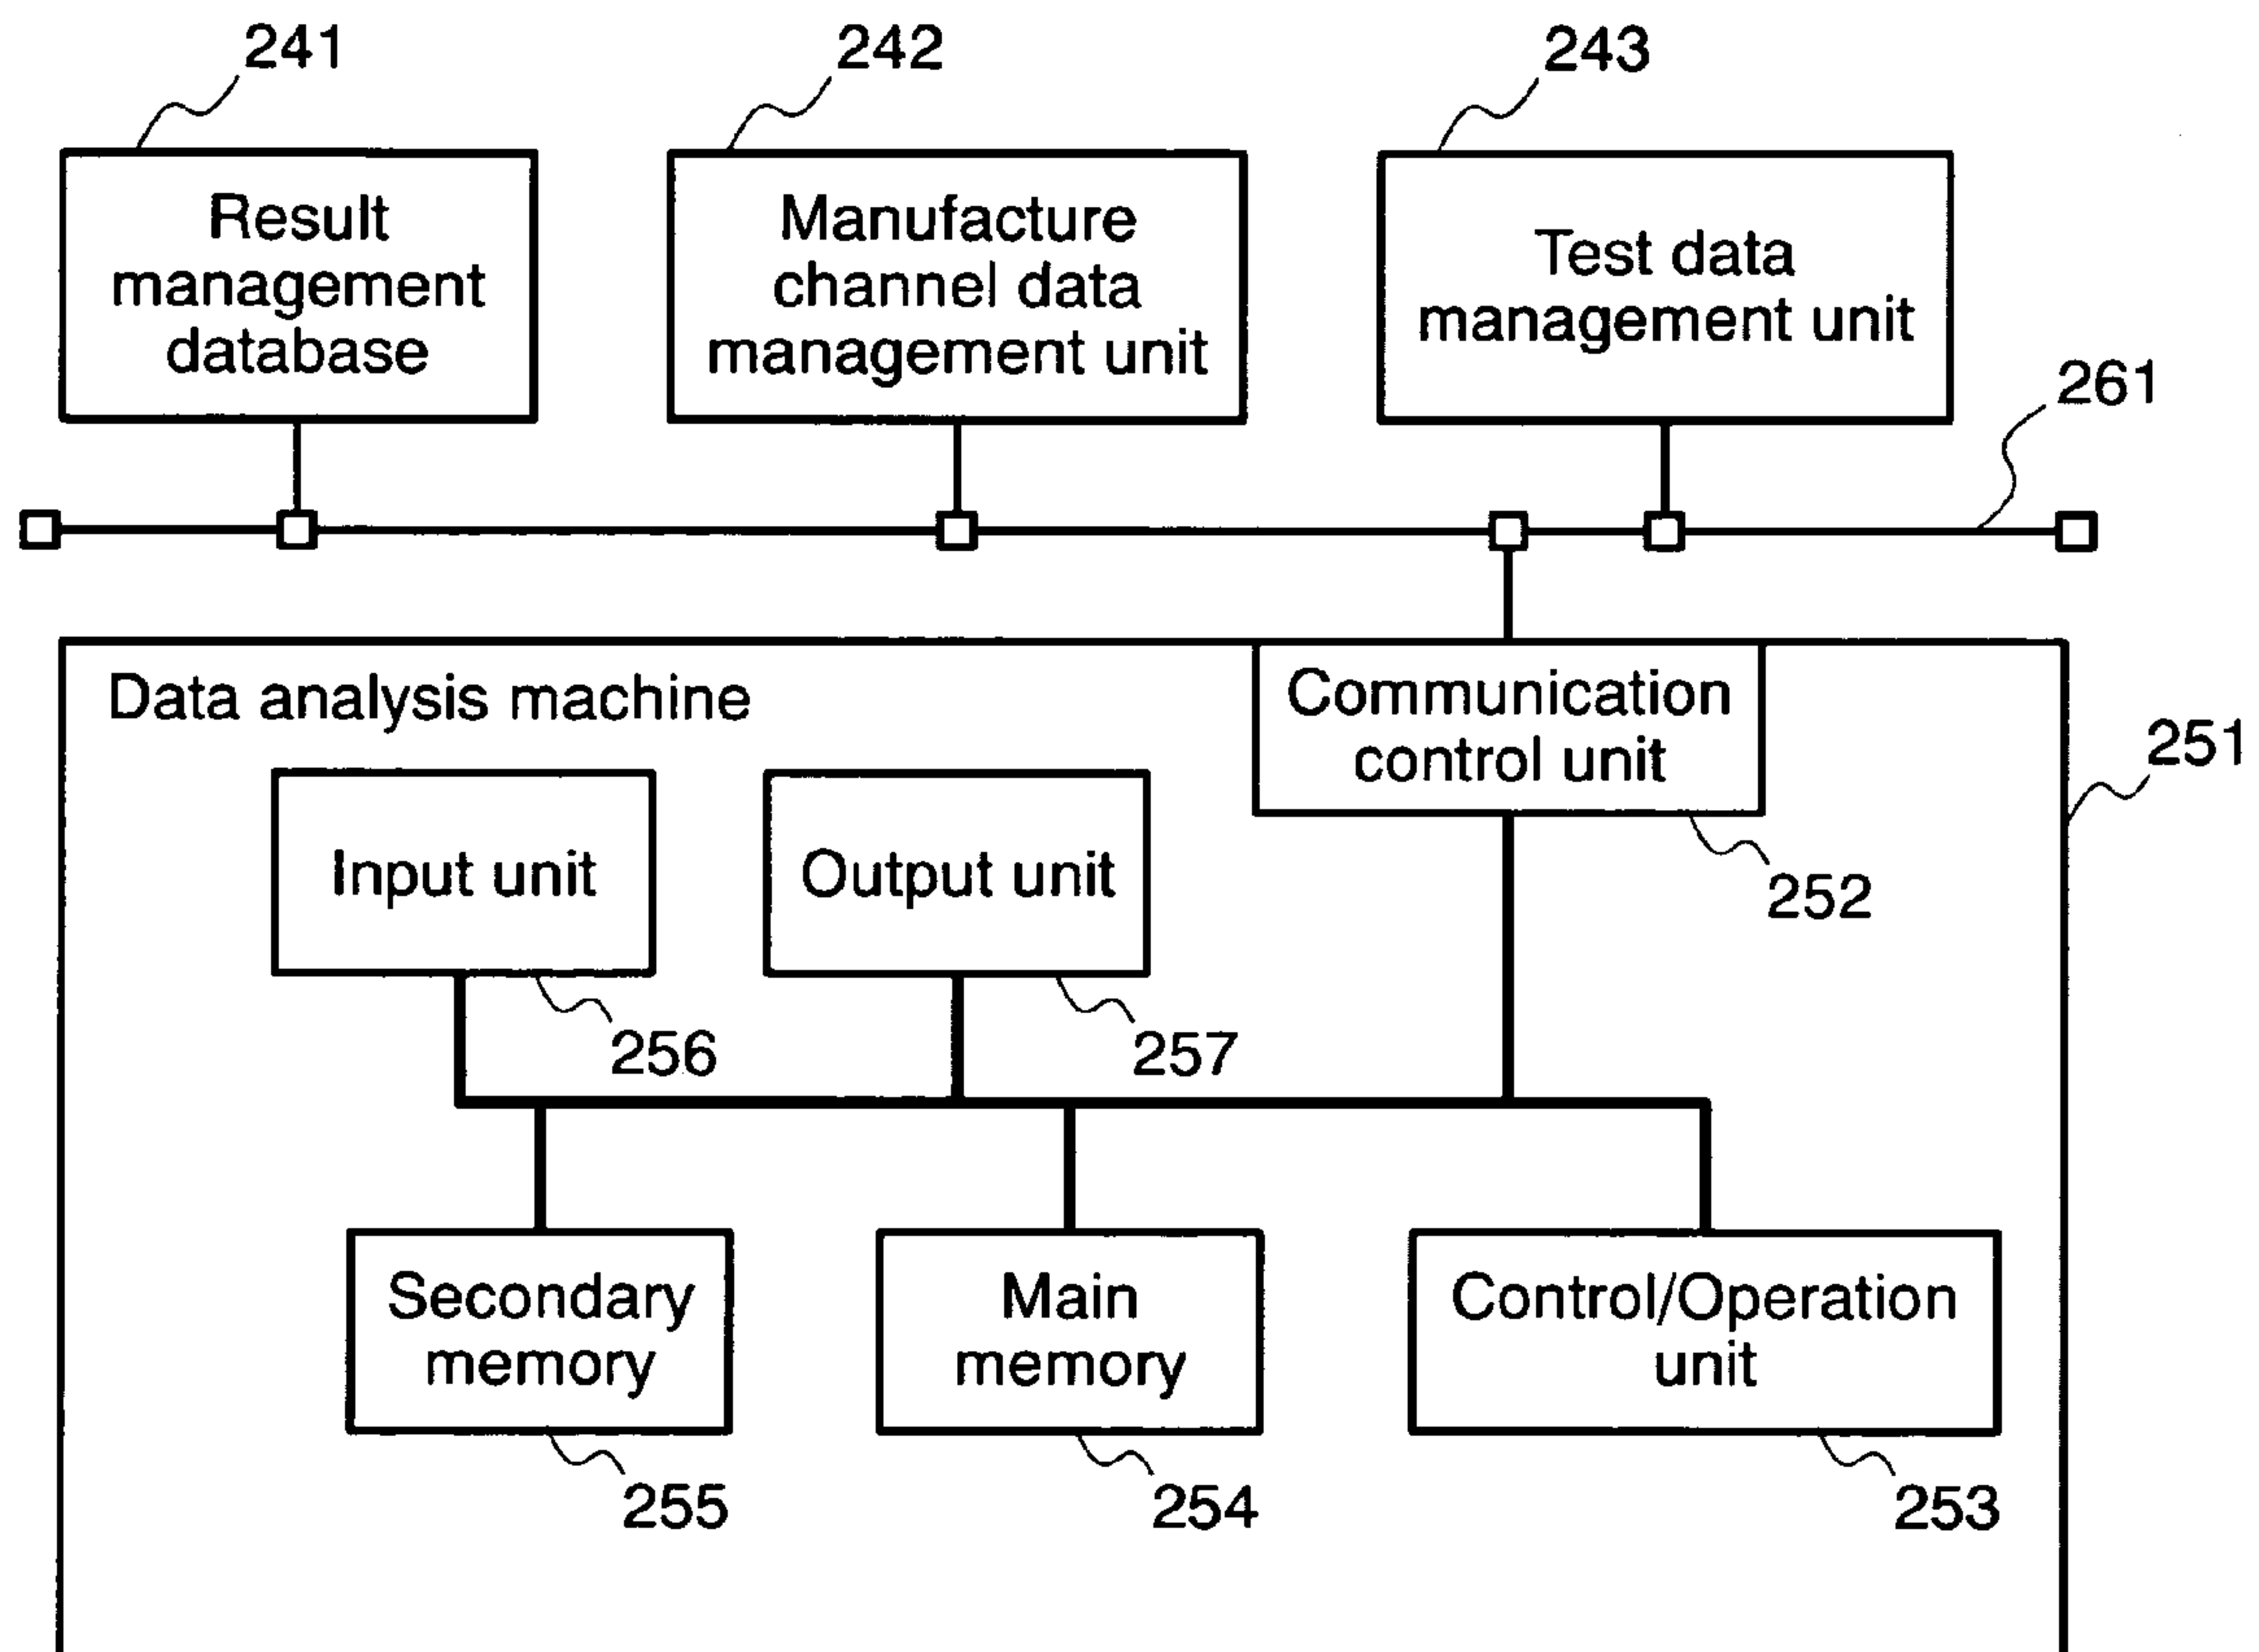 241
242
243
Result
management
database
Manufacture
channel data
management unit
Test data
management unit
261
Data analysis machine
Communication
control unit
251
252
Input unit
Output unit
256
257
Secondary
memory
Main
memory
Control/Operation
unit
255
254
253